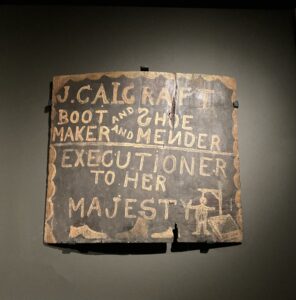 J. CALCRAFT
BOOT AND SHOE
MAKER AND MENDER
EXECUTIONER
TO HER
MAJESTY